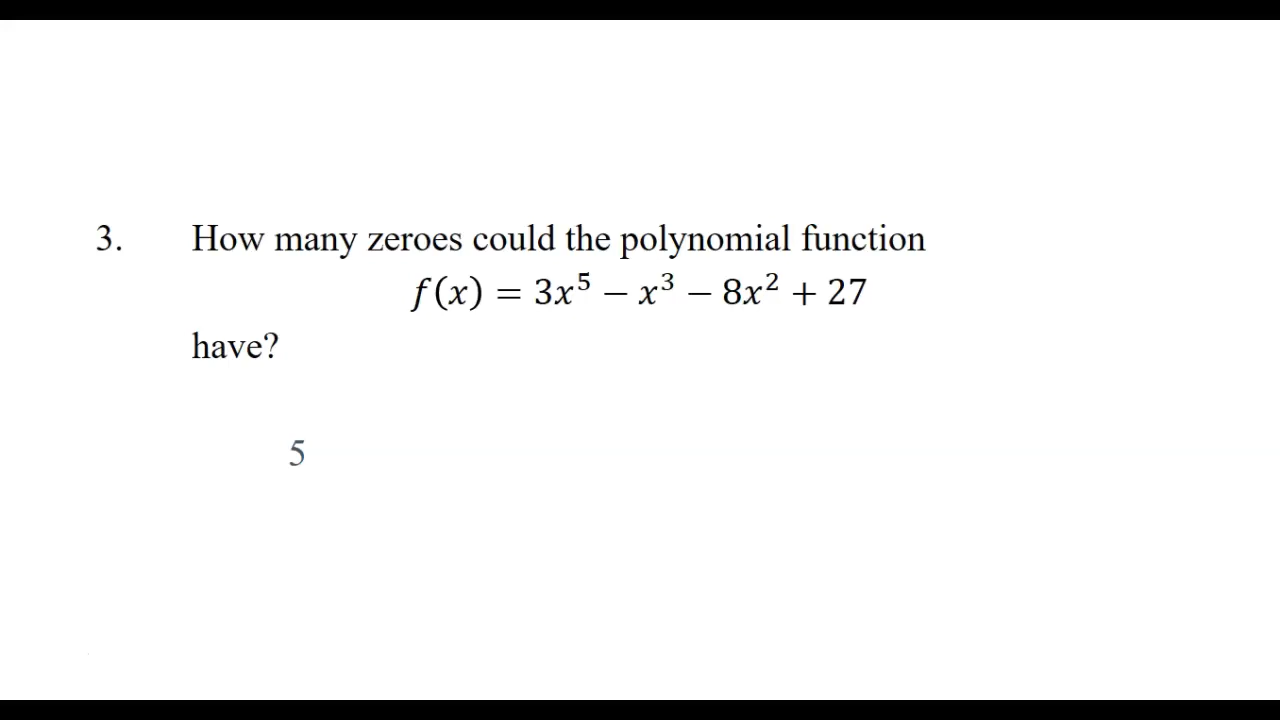 3. How many zeroes could the polynomial function
f(x) = 3x⁵ − x³ − 8x² + 27
have?
5